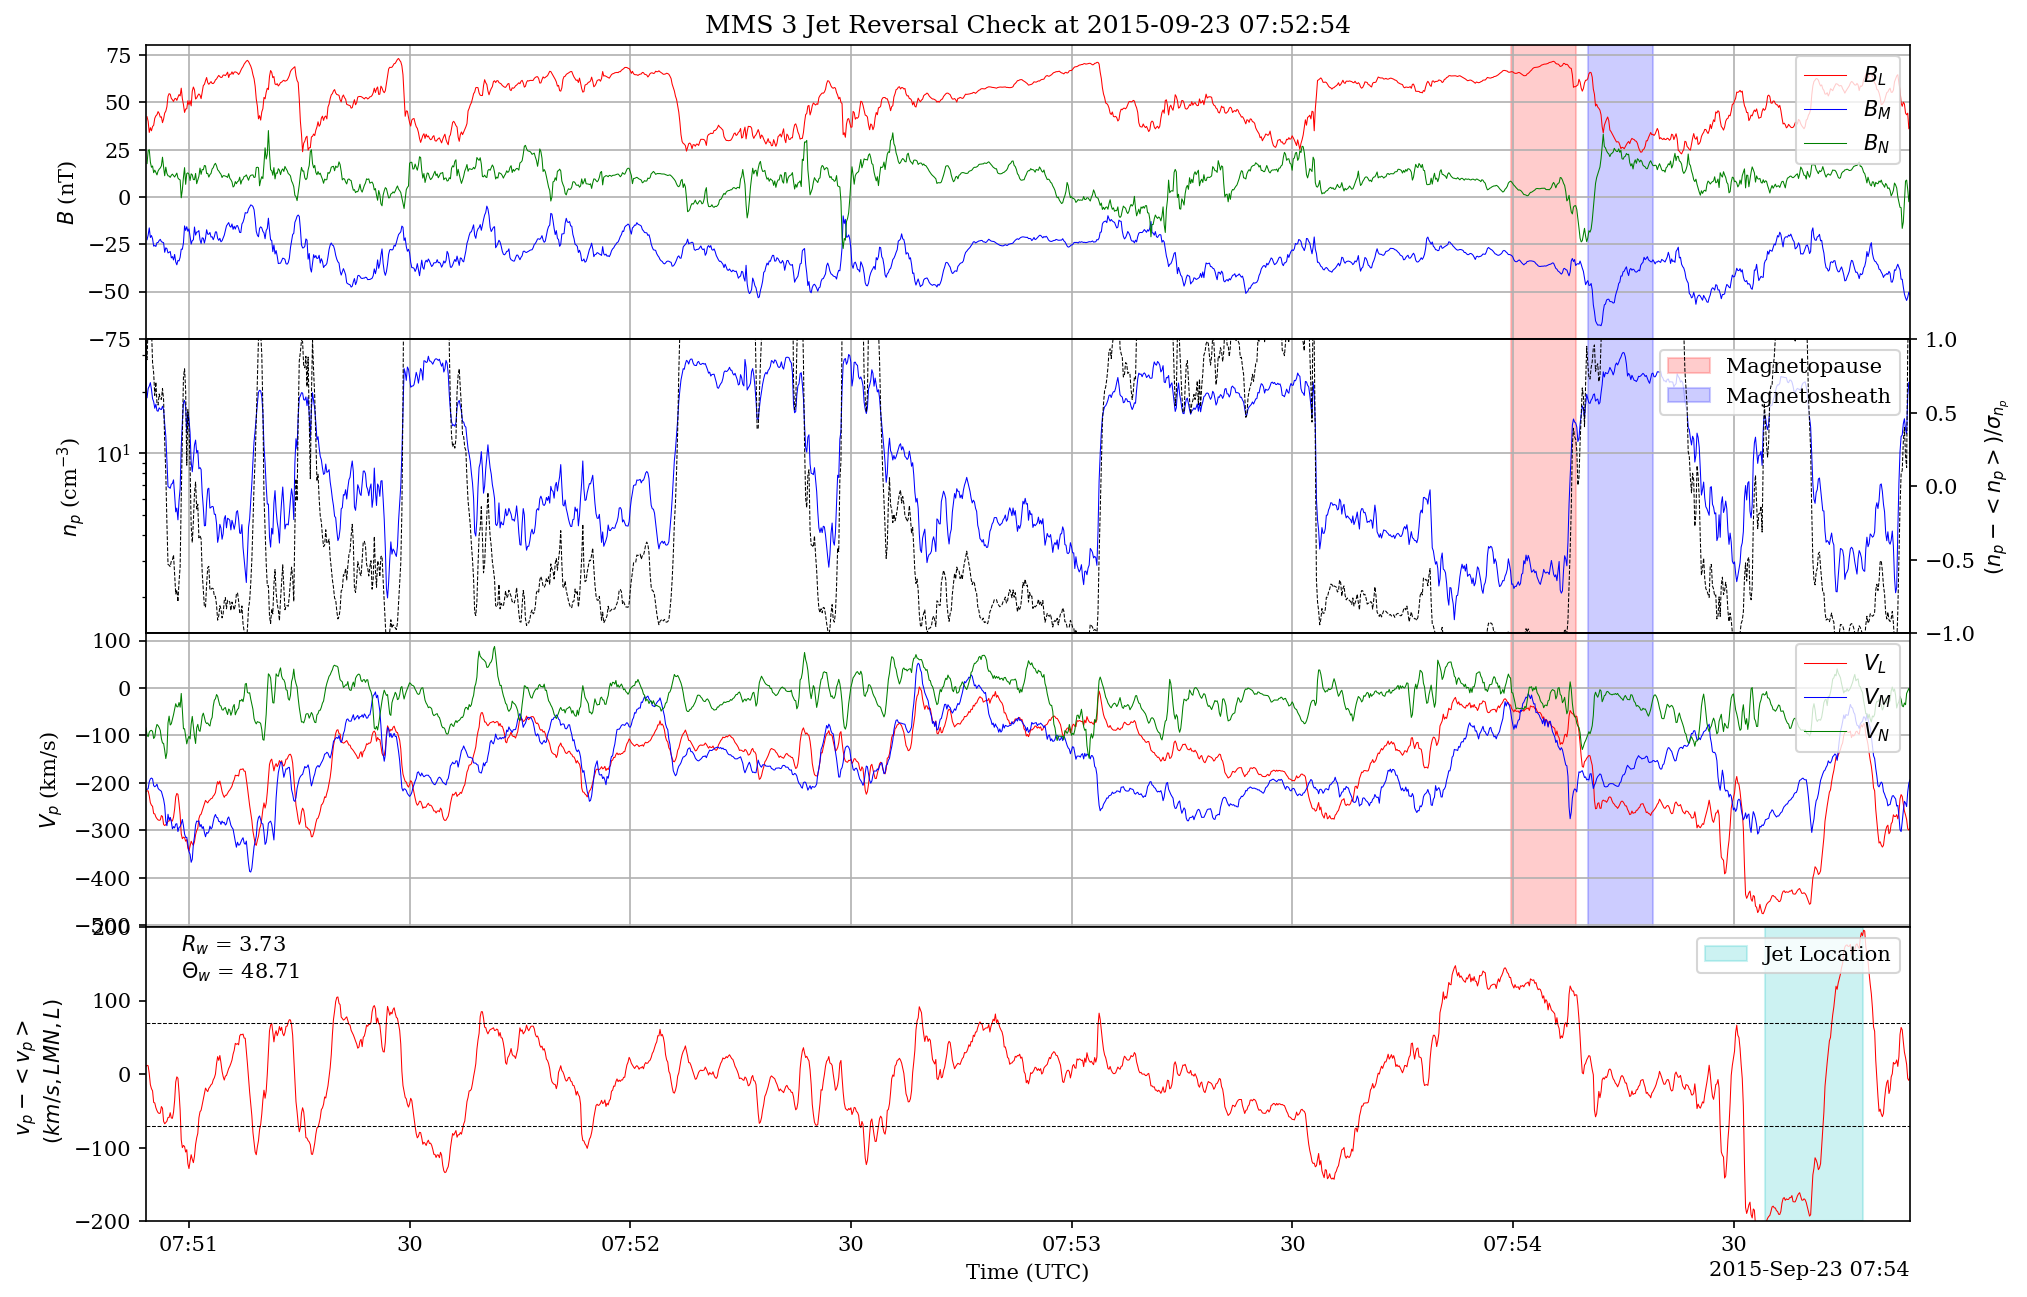 MMS 3 Jet Reversal Check at 2015-09-23 07:52:54
75
50
25
0
−25
−50
−75
B (nT)
B_L
B_M
B_N
10^1
n_p (cm^−3)
1.0
0.5
0.0
−0.5
−1.0
(n_p − < n_p >)/σ_{n_p}
Magnetopause
Magnetosheath
100
0
−100
−200
−300
−400
−500
V_p (km/s)
V_L
V_M
V_N
200
100
0
−100
−200
v_p − < v_p >
(km/s, LMN, L)
R_w = 3.73
Θ_w = 48.71
Jet Location
07:51
30
07:52
30
07:53
30
07:54
30
Time (UTC)
2015-Sep-23 07:54